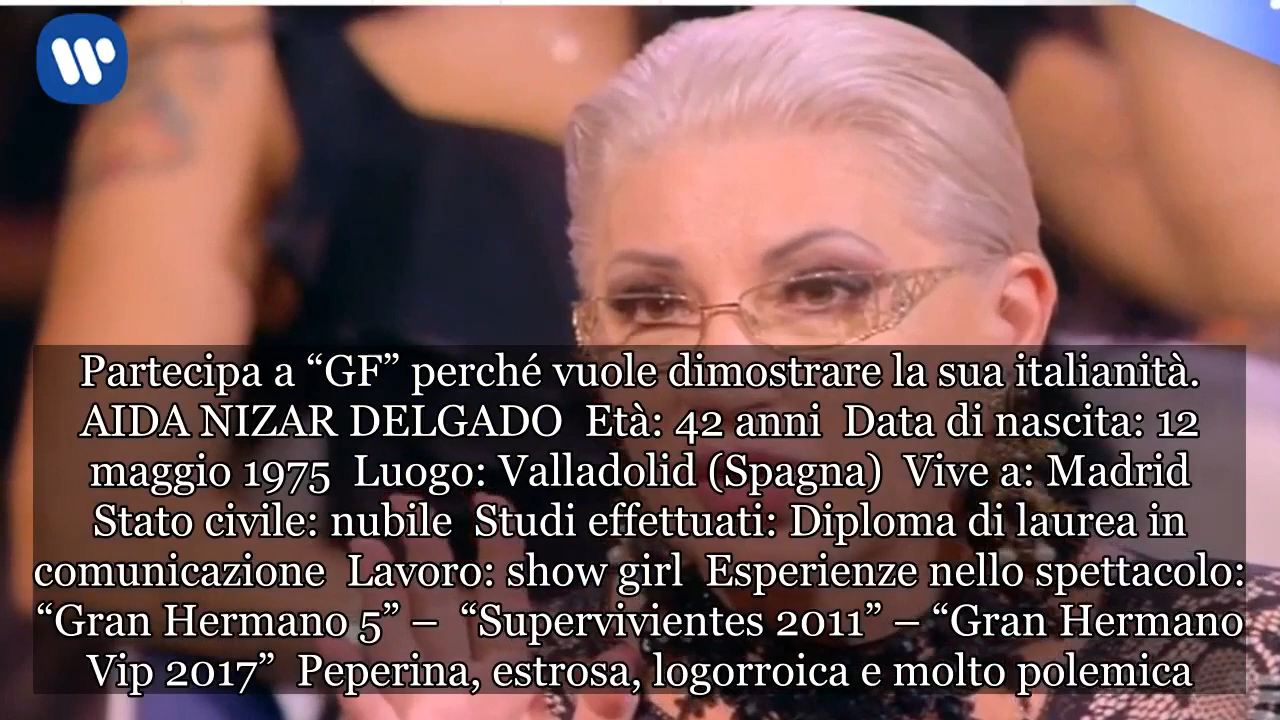 Partecipa a “GF” perché vuole dimostrare la sua italianità.
AIDA NIZAR DELGADO  Età: 42 anni  Data di nascita: 12
maggio 1975  Luogo: Valladolid (Spagna)  Vive a: Madrid
Stato civile: nubile  Studi effettuati: Diploma di laurea in
comunicazione  Lavoro: show girl  Esperienze nello spettacolo:
“Gran Hermano 5” –  “Supervivientes 2011” – “Gran Hermano
Vip 2017”  Peperina, estrosa, logorroica e molto polemica